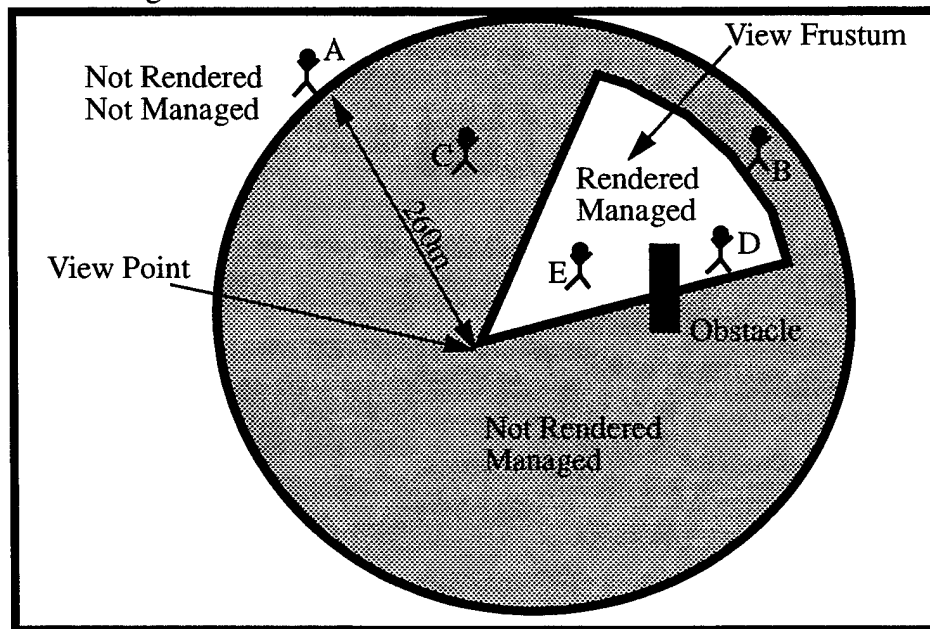 View Frustum
A
Not Rendered
Not Managed
C
B
Rendered
Managed
260m
D
E
View Point
Obstacle
Not Rendered
Managed